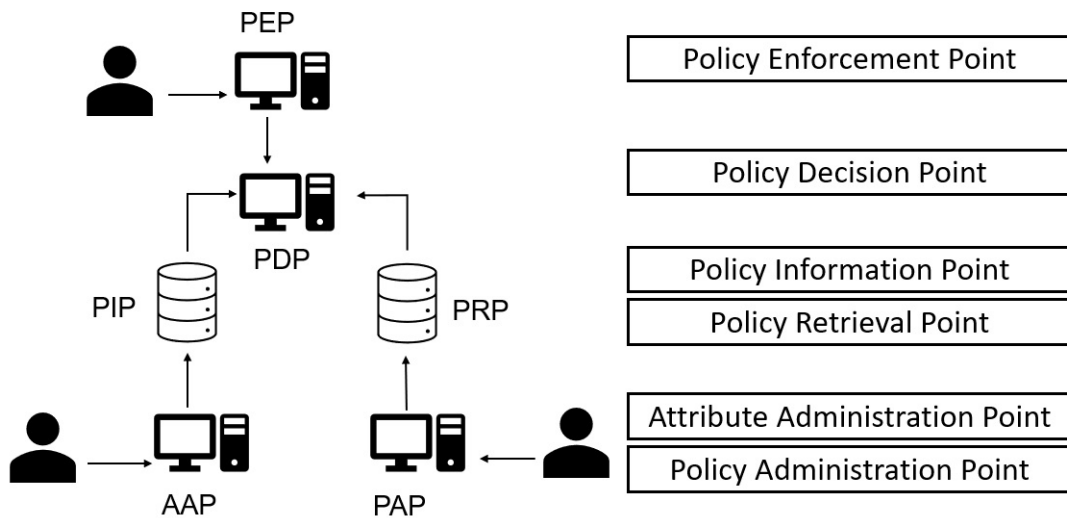 PEP
Policy Enforcement Point
Policy Decision Point
PDP
Policy Information Point
PIP
PRP
Policy Retrieval Point
Attribute Administration Point
Policy Administration Point
AAP
PAP